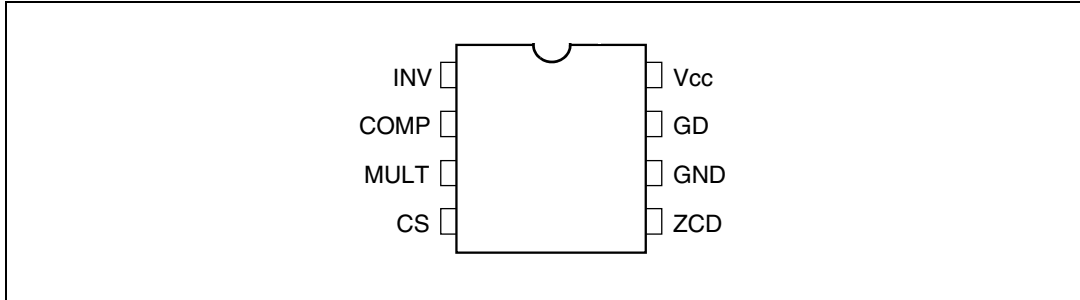 INV Vcc
COMP GD
MULT GND
CS ZCD